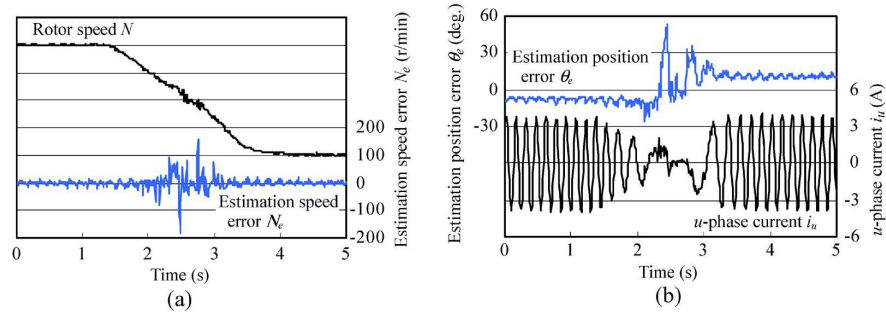 Rotor speed N
200
100
0
-100
-200
Estimation speed error Nₑ (r/min)
Estimation speed
error Nₑ
0 1 2 3 4 5
Time (s)
(a)
Estimation position error θₑ (deg.)
60
30
0
-30
Estimation position
error θₑ
6
3
0
-3
-6
u-phase current iᵤ (A)
u-phase current iᵤ
0 1 2 3 4 5
Time (s)
(b)